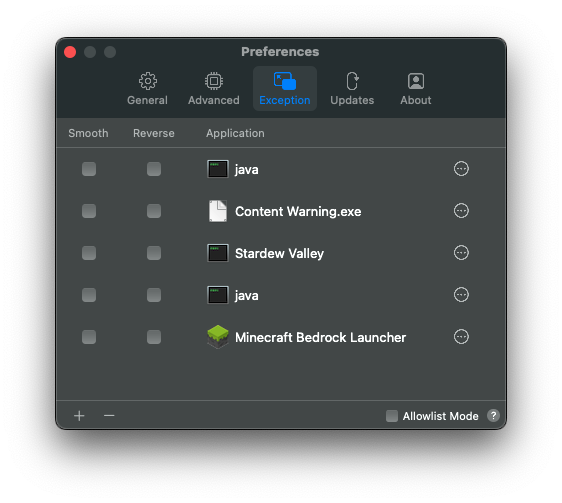 Preferences
General Advanced Exception Updates About
Smooth Reverse Application
java
Content Warning.exe
Stardew Valley
java
Minecraft Bedrock Launcher
+ − Allowlist Mode ?